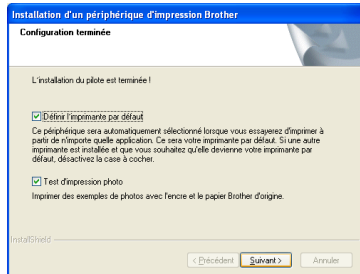 Installation d'un périphérique d'impression Brother
Configuration terminée
L'installation du pilote est terminée !
Définir l'imprimante par défaut
Ce périphérique sera automatiquement sélectionné lorsque vous essayerez d'imprimer à
partir de n'importe quelle application. Ce sera votre imprimante par défaut. Si une autre
imprimante est installée et que vous souhaitez qu'elle devienne votre imprimante par
défaut, désactivez la case à cocher.
Test d'impression photo
Imprimer des exemples de photos avec l'encre et le papier Brother d'origine.
InstallShield
< Précédent
Suivant >
Annuler